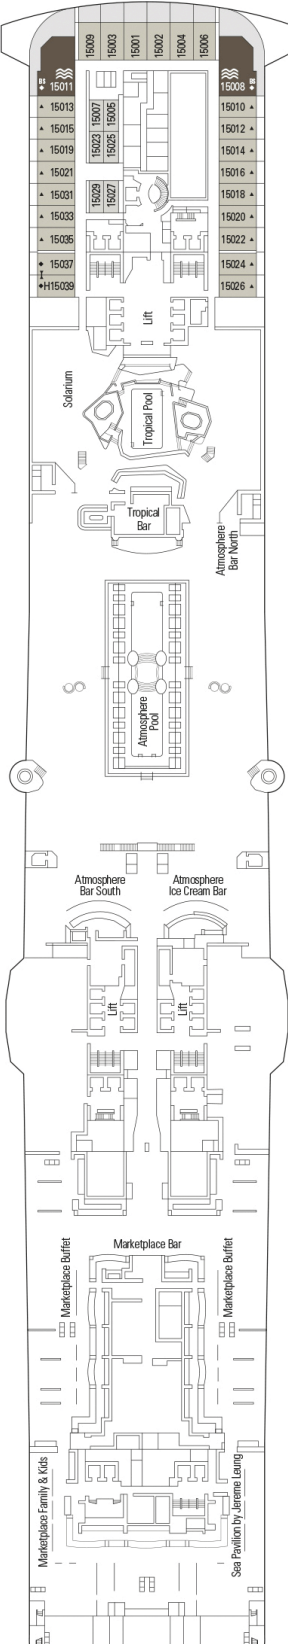 15009
15003
15001
15002
15004
15006
15011
15008
15013
15007
15005
15010
15015
15023
15025
15012
15019
15014
15021
15016
15031
15029
15027
15018
15033
15020
15035
15022
15037
15024
H15039
15026
Lift
Solarium
Tropical Pool
Tropical
Bar
Atmosphere
Bar North
Atmosphere
Pool
Atmosphere
Bar South
Atmosphere
Ice Cream Bar
Lift
Lift
Marketplace Bar
Marketplace Buffet
Marketplace Buffet
Marketplace Family & Kids
Sea Pavilion by Jereme Leung